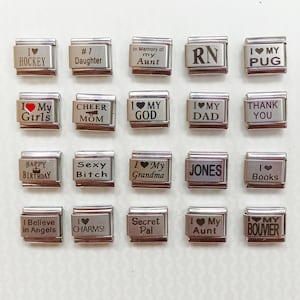 I ♥ HOCKEY
#1 Daughter
In Memory of my Aunt
RN
I ♥ MY PUG
I ♥ My Girls
CHEER MOM
I ♥ MY GOD
I ♥ MY DAD
THANK YOU
HAPPY BIRTHDAY
Sexy Bitch
I ♥ My Grandma
JONES
I ♥ Books
I Believe in Angels
I ♥ CHARMS!
Secret Pal
I ♥ My Aunt
I ♥ MY BOUVIER